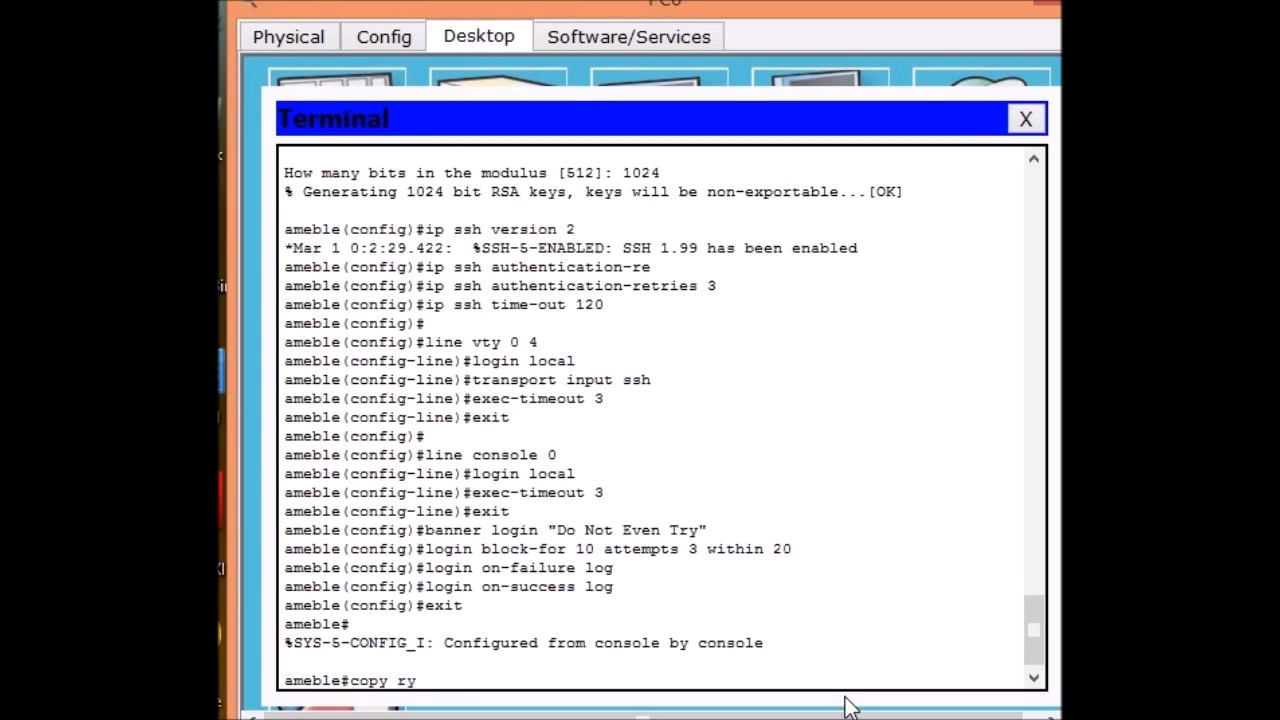 Physical
Config
Desktop
Software/Services
Terminal
X
How many bits in the modulus [512]: 1024
% Generating 1024 bit RSA keys, keys will be non-exportable...[OK]
ameble(config)#ip ssh version 2
*Mar 1 0:2:29.422:  %SSH-5-ENABLED: SSH 1.99 has been enabled
ameble(config)#ip ssh authentication-re
ameble(config)#ip ssh authentication-retries 3
ameble(config)#ip ssh time-out 120
ameble(config)#
ameble(config)#line vty 0 4
ameble(config-line)#login local
ameble(config-line)#transport input ssh
ameble(config-line)#exec-timeout 3
ameble(config-line)#exit
ameble(config)#
ameble(config)#line console 0
ameble(config-line)#login local
ameble(config-line)#exec-timeout 3
ameble(config-line)#exit
ameble(config)#banner login "Do Not Even Try"
ameble(config)#login block-for 10 attempts 3 within 20
ameble(config)#login on-failure log
ameble(config)#login on-success log
ameble(config)#exit
ameble#
%SYS-5-CONFIG_I: Configured from console by console
ameble#copy ry